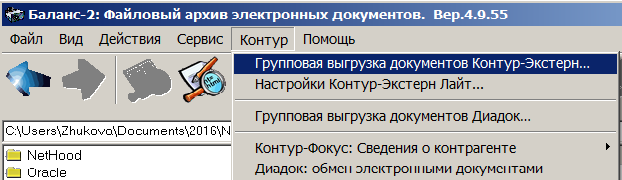 Баланс-2: Файловый архив электронных документов. Вер.4.9.55
Файл Вид Действия Сервис Контур Помощь
Групповая выгрузка документов Контур-Экстерн...
Настройки Контур-Экстерн Лайт...
Групповая выгрузка документов Диадок...
C:\Users\Zhukova\Documents\2016\N
Контур-Фокус: Сведения о контрагенте
NetHood
Диадок: обмен электронными документами
Oracle